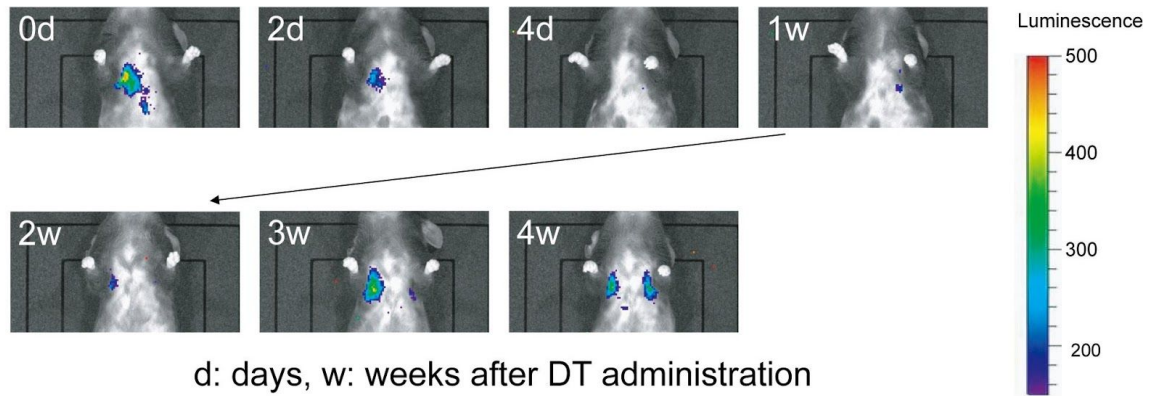 0d
2d
4d
1w
Luminescence
500
400
300
200
2w
3w
4w
d: days, w: weeks after DT administration